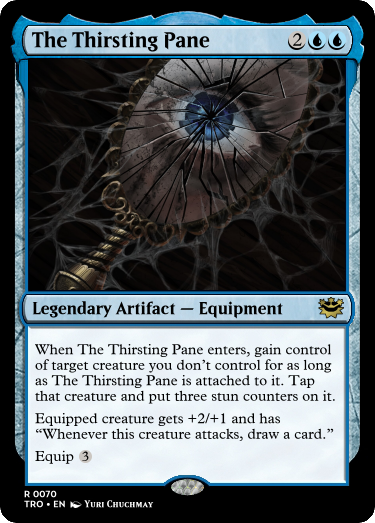 The Thirsting Pane 2
Legendary Artifact — Equipment
When The Thirsting Pane enters, gain control
of target creature you don't control for as long
as The Thirsting Pane is attached to it. Tap
that creature and put three stun counters on it.
Equipped creature gets +2/+1 and has
“Whenever this creature attacks, draw a card.”
Equip 3
R 0070
TRO • EN Yuri Chuchmay